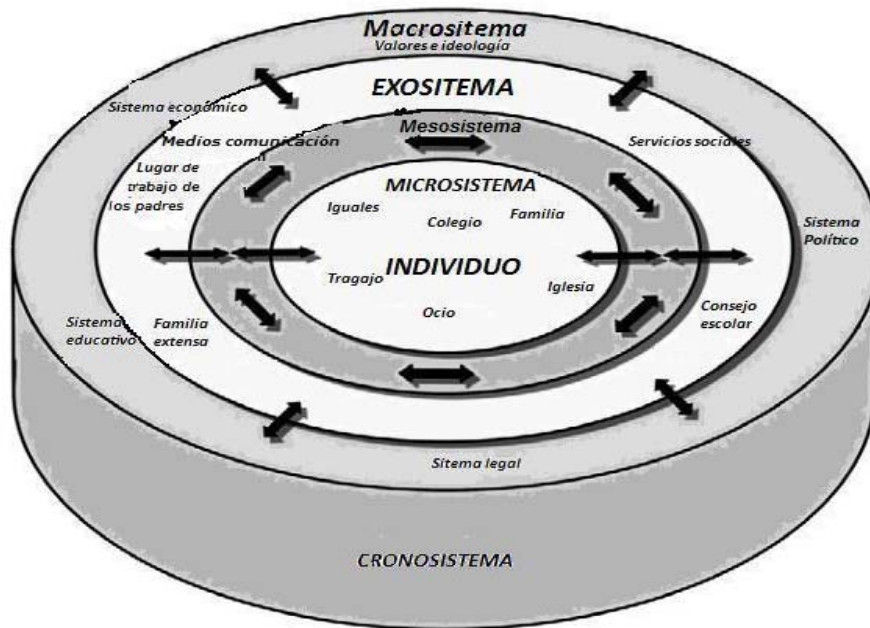 Macrositema
Valores e ideología
EXOSITEMA
Sistema económico
Mesosistema
Medios comunicación
Servicios sociales
Lugar de
trabajo de
los padres
MICROSISTEMA
Iguales
Colegio
Familia
Sistema
Político
INDIVIDUO
Tragajo
Iglesia
Ocio
Consejo
escolar
Sistema
educativo
Familia
extensa
Sitema legal
CRONOSISTEMA